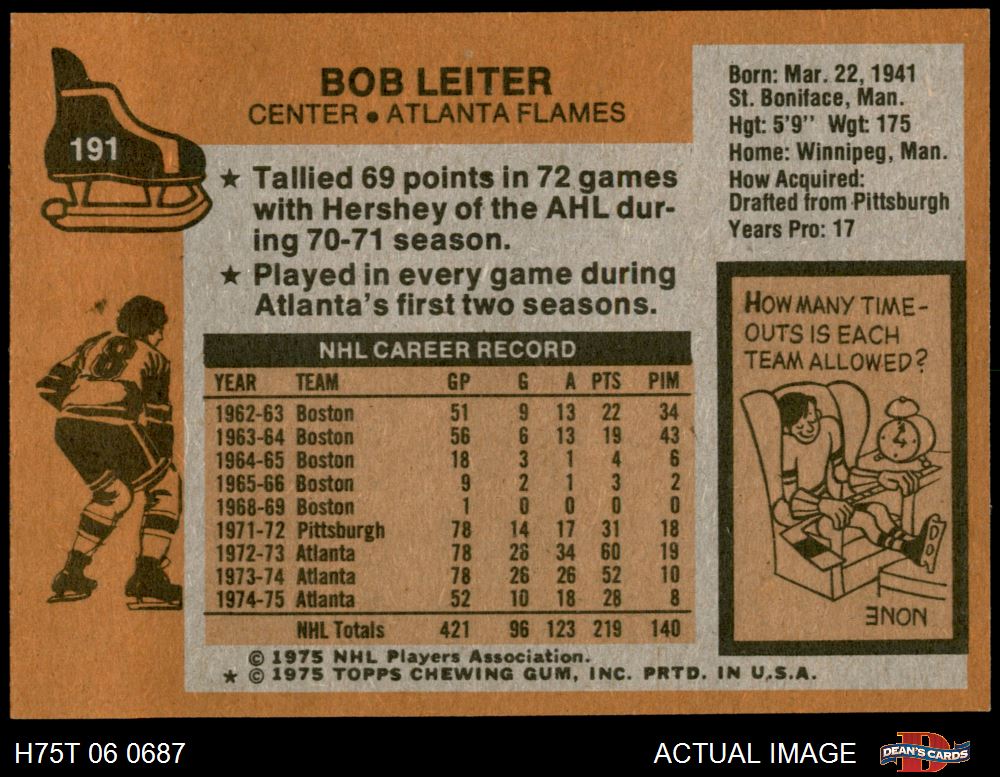 191
BOB LEITER
CENTER • ATLANTA FLAMES
★ Tallied 69 points in 72 games
with Hershey of the AHL dur-
ing 70-71 season.
★ Played in every game during
Atlanta's first two seasons.
Born: Mar. 22, 1941
St. Boniface, Man.
Hgt: 5'9" Wgt: 175
Home: Winnipeg, Man.
How Acquired:
Drafted from Pittsburgh
Years Pro: 17
8
NHL CAREER RECORD
YEAR TEAM GP G A PTS PIM
1962-63 Boston 51 9 13 22 34
1963-64 Boston 56 6 13 19 43
1964-65 Boston 18 3 1 4 6
1965-66 Boston 9 2 1 3 2
1968-69 Boston 1 0 0 0 0
1971-72 Pittsburgh 78 14 17 31 18
1972-73 Atlanta 78 26 34 60 19
1973-74 Atlanta 78 26 26 52 10
1974-75 Atlanta 52 10 18 28 8
NHL Totals 421 96 123 219 140
HOW MANY TIME-
OUTS IS EACH
TEAM ALLOWED?
NONE
© 1975 NHL Players Association.
★ © 1975 TOPPS CHEWING GUM, INC. PRTD. IN U.S.A.
H75T 06 0687
ACTUAL IMAGE
DEAN'S CARDS